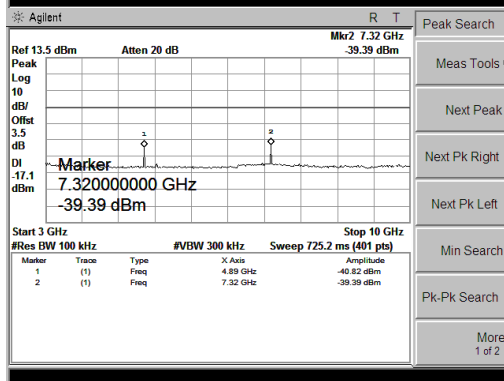 Agilent R T
Mkr2 7.32 GHz
Ref 13.5 dBm Atten 20 dB -39.39 dBm
Peak
Log
10
dB/
Offst
3.5
dB
DI
-17.1
dBm
1
2
Marker
7.320000000 GHz
-39.39 dBm
Start 3 GHz Stop 10 GHz
#Res BW 100 kHz #VBW 300 kHz Sweep 725.2 ms (401 pts)
Marker Trace Type X Axis Amplitude
1 (1) Freq 4.89 GHz -40.82 dBm
2 (1) Freq 7.32 GHz -39.39 dBm
Peak Search
Meas Tools
Next Peak
Next Pk Right
Next Pk Left
Min Search
Pk-Pk Search
More
1 of 2